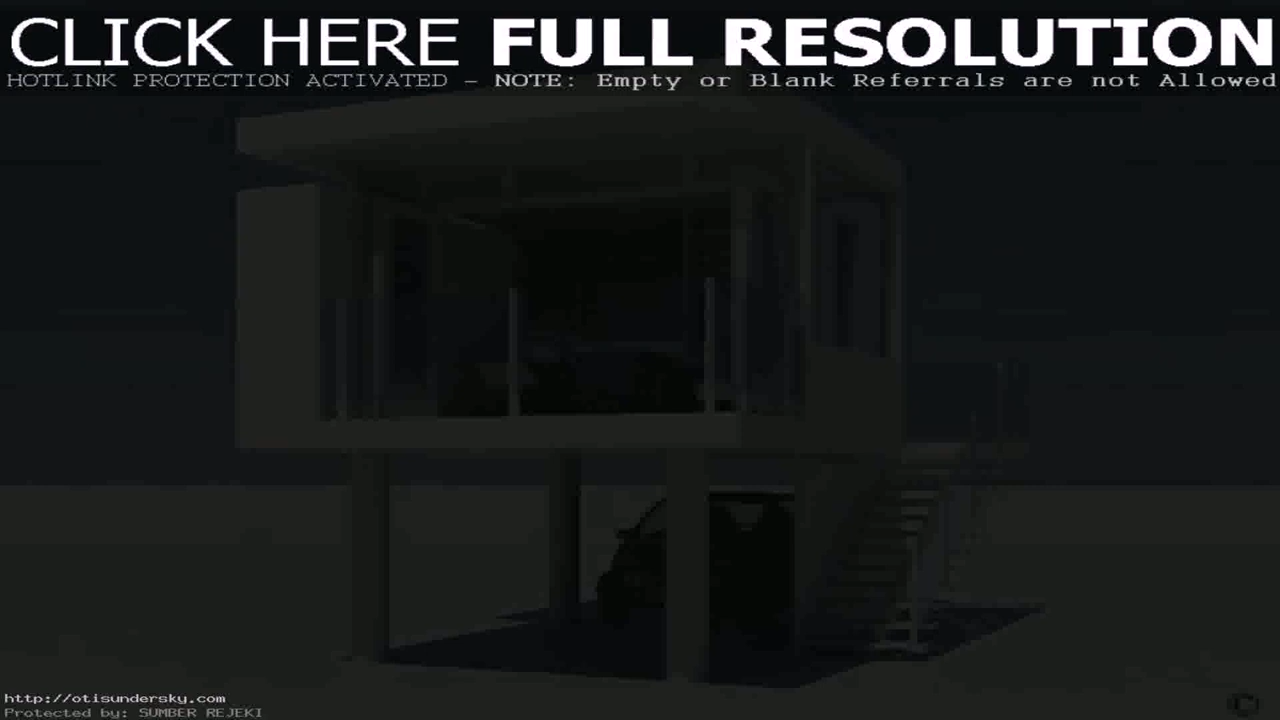 CLICK HERE FULL RESOLUTION
HOTLINK PROTECTION ACTIVATED - NOTE: Empty or Blank Referrals are not Allowed
http://otisundersky.com
Protected by: SUMBER REJEKI
©